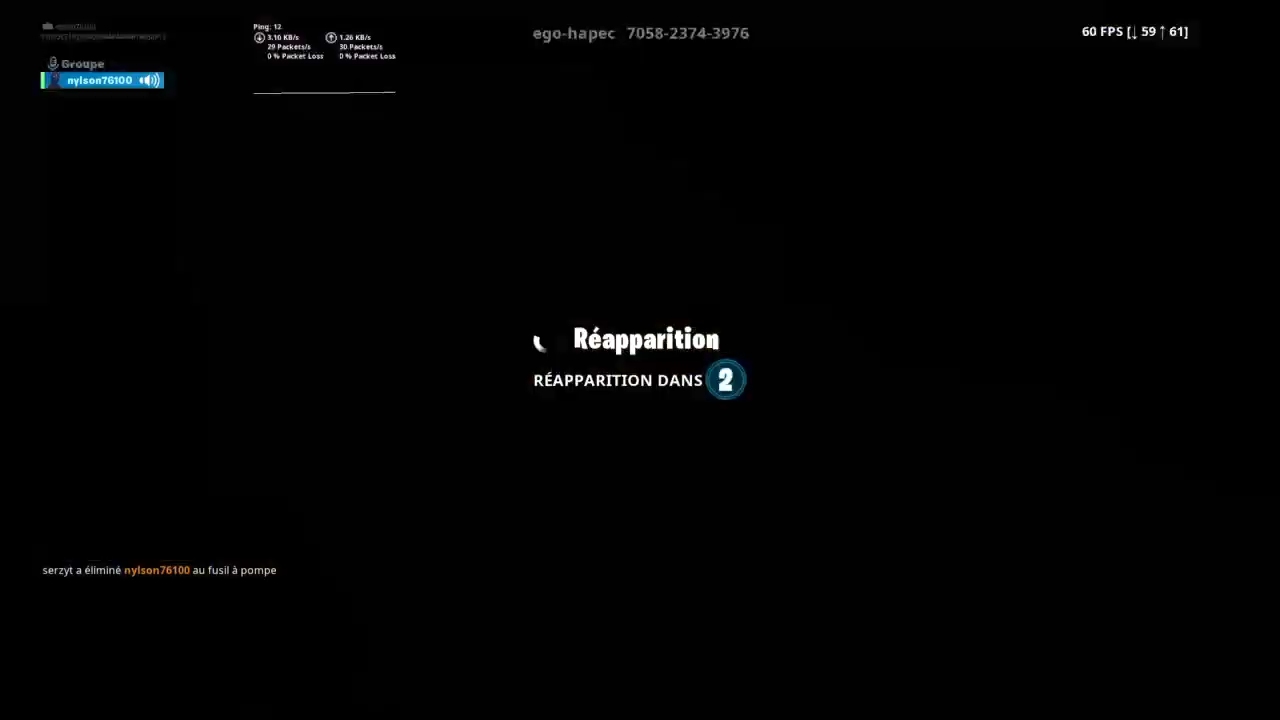 Ping: 12
3.10 KB/s 1.26 KB/s
29 Packets/s 30 Packets/s
0 % Packet Loss 0 % Packet Loss
ego-hapec 7058-2374-3976
60 FPS [↓ 59 ↑ 61]
Groupe
nylson76100
Réapparition
RÉAPPARITION DANS 2
serzyt a éliminé nylson76100 au fusil à pompe